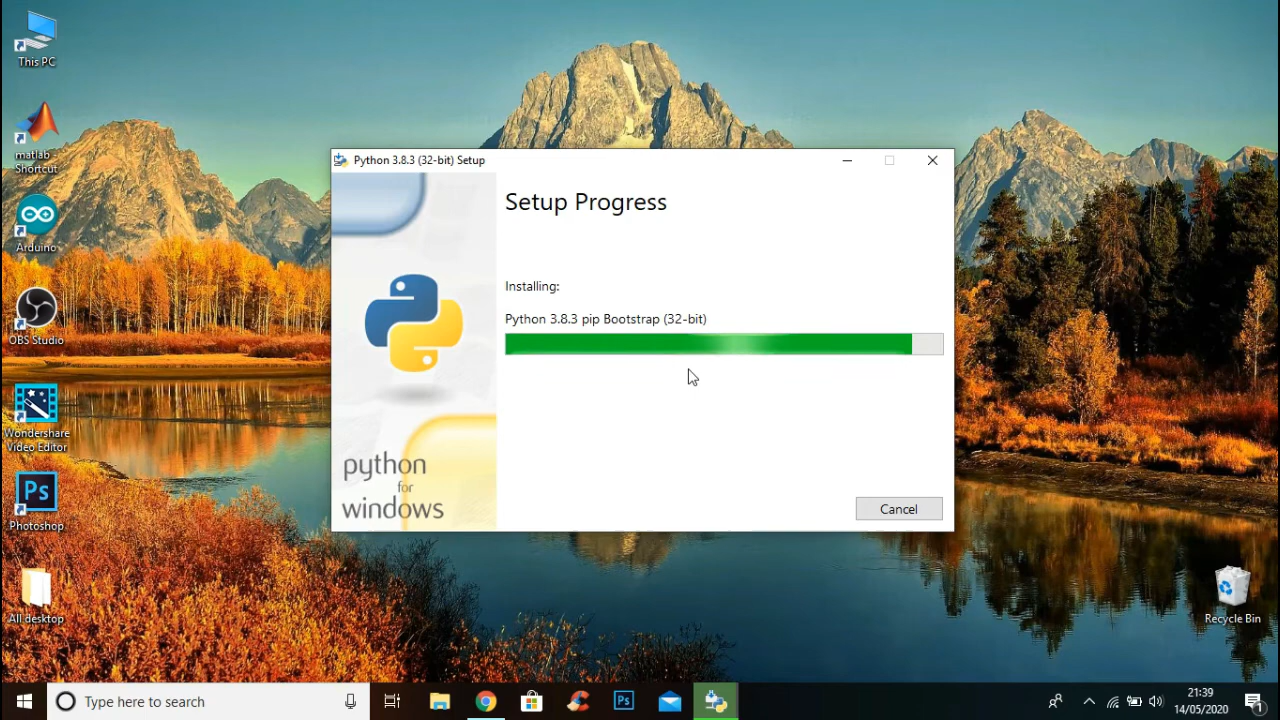 This PC
matlab
Shortcut
Arduino
OBS Studio
Wondershare
Video Editor
Ps
Photoshop
All desktop
Python 3.8.3 (32-bit) Setup
Setup Progress
Installing:
Python 3.8.3 pip Bootstrap (32-bit)
python
for
windows
Cancel
Recycle Bin
Type here to search
Ps
21:39
14/05/2020
1